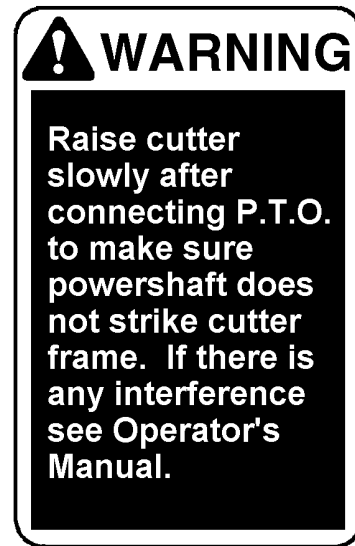 WARNING
Raise cutter
slowly after
connecting P.T.O.
to make sure
powershaft does
not strike cutter
frame.  If there is
any interference
see Operator's
Manual.